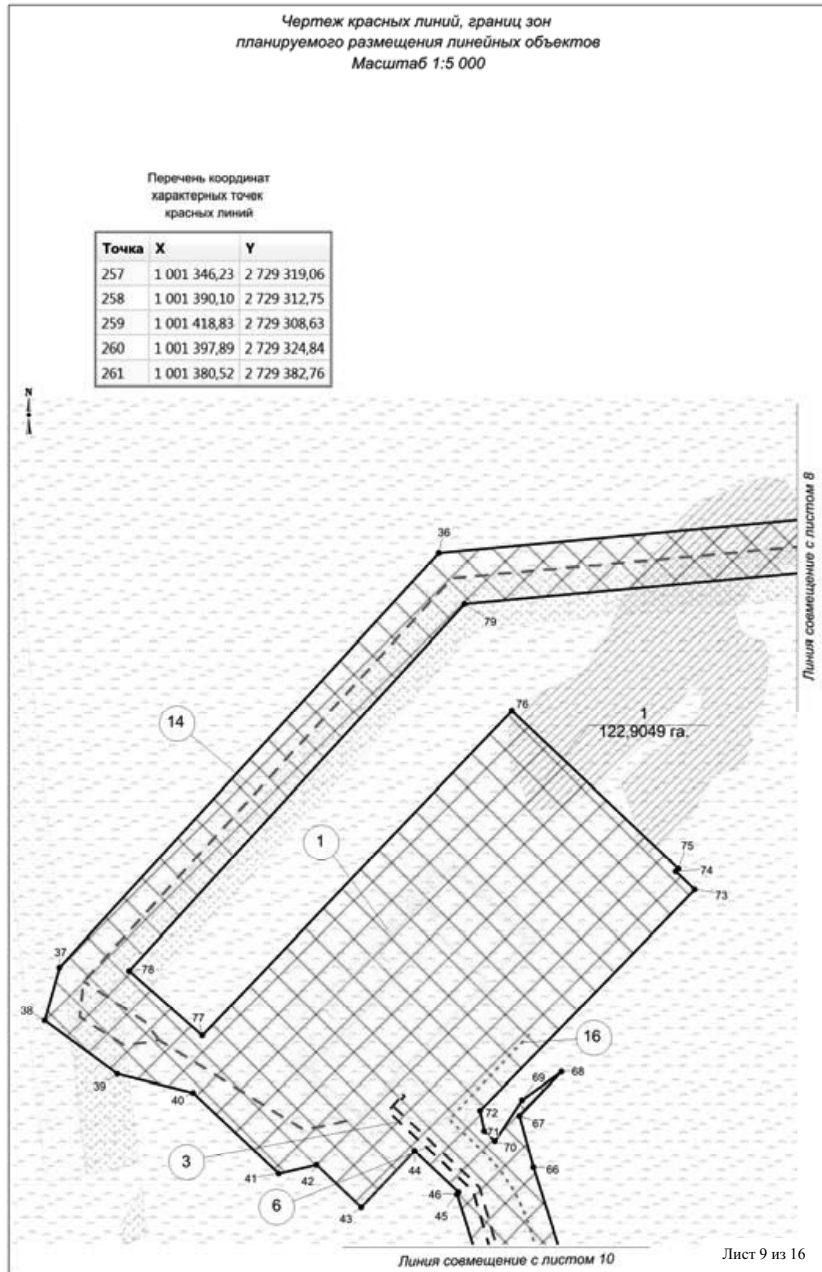 Чертеж красных линий, границ зон
планируемого размещения линейных объектов
Масштаб 1:5 000
Перечень координат
характерных точек
красных линий
Точка X Y
257 1 001 346,23 2 729 319,06
258 1 001 390,10 2 729 312,75
259 1 001 418,83 2 729 308,63
260 1 001 397,89 2 729 324,84
261 1 001 380,52 2 729 382,76
N
Линия совмещение с листом 8
36
79
76
14
1
122,9049 га.
1
75
74
73
37
78
38
77
16
39
68
69
40
72
67
71
70
3
44
66
42
41
6
46
43
45
Линия совмещение с листом 10
Лист 9 из 16